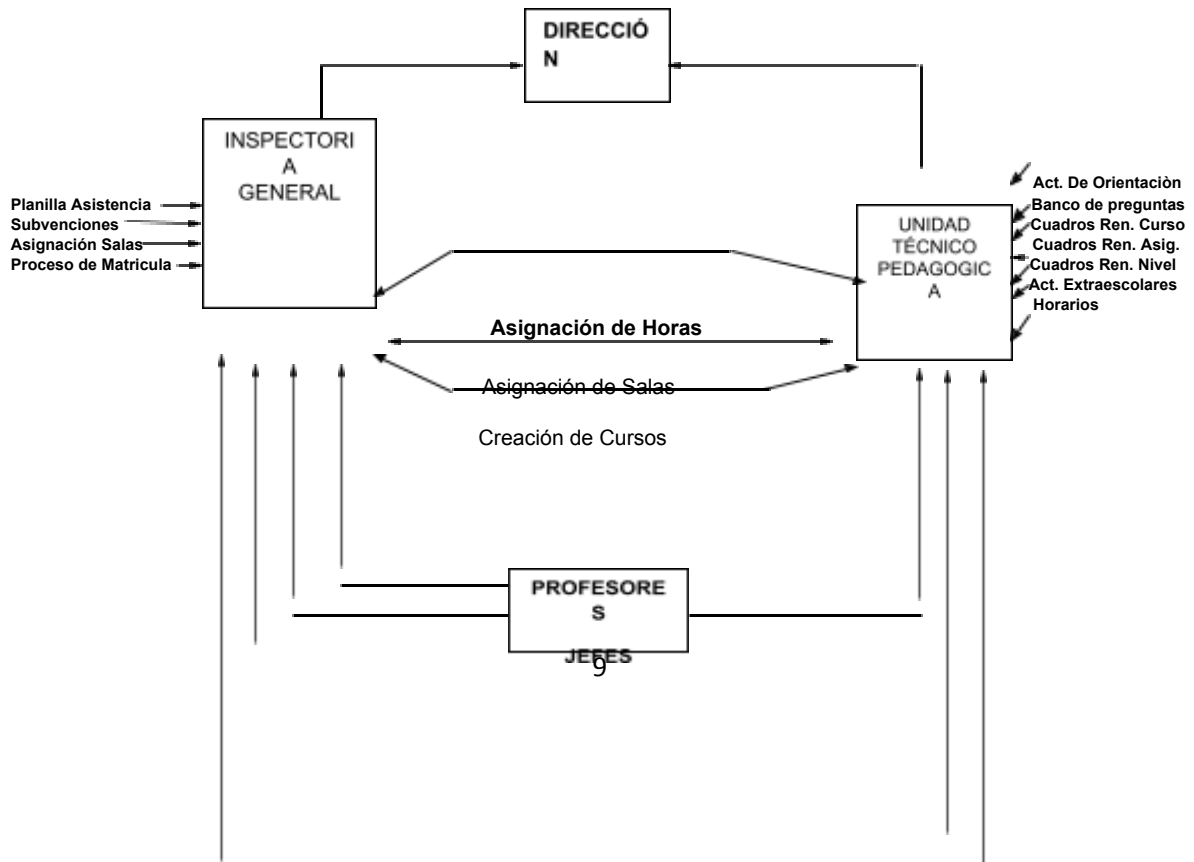 DIRECCIÓ
N
INSPECTORI
A
GENERAL
Planilla Asistencia
Subvenciones
Asignación Salas
Proceso de Matricula
Act. De Orientaciòn
Banco de preguntas
Cuadros Ren. Curso
Cuadros Ren. Asig.
Cuadros Ren. Nivel
Act. Extraescolares
Horarios
UNIDAD
TÉCNICO
PEDAGOGIC
A
Asignación de Horas
Asignación de Salas
Creación de Cursos
PROFESORE
S
JEFES
9